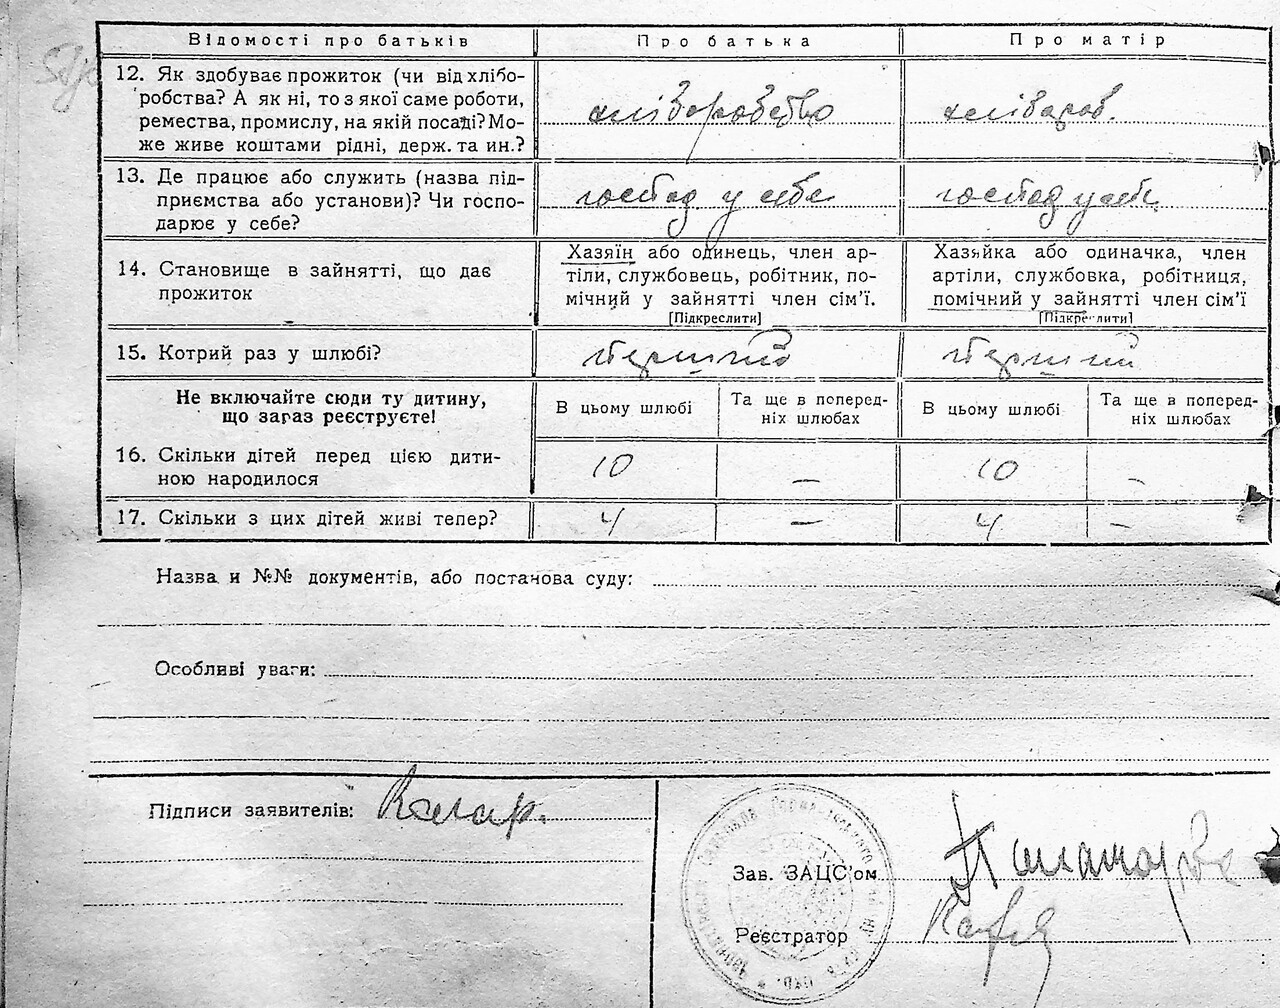 Відомості про батьків Про батька Про матір
12. Як здобуває прожиток (чи від хлібо-
робства? А як ні, то з якої саме роботи,
ремества, промислу, на якій посаді? Мо-
же живе коштами рідні, держ. та ин.?
хліборобство хлібороб.
13. Де працює або служить (назва під-
приємства або установи)? Чи госпо-
дарює у себе?
господ у себе господ у себе
14. Становище в зайнятті, що дає
прожиток
Хазяїн або одинець, член ар-
тіли, службовець, робітник, по-
мічний у зайнятті член сім'ї.
[Підкреслити]
Хазяйка або одиначка, член
артіли, службовка, робітниця,
помічний у зайнятті член сім'ї
[Підкреслити]
15. Котрий раз у шлюбі? перший перший
Не включайте сюди ту дитину,
що зараз реєструєте!
В цьому шлюбі Та ще в поперед-
ніх шлюбах
В цьому шлюбі Та ще в поперед-
ніх шлюбах
16. Скільки дітей перед цією дити-
ною народилося
10 — 10 —
17. Скільки з цих дітей живі тепер? 4 — 4 —
Назва и №№ документів, або постанова суду:
Особливі уваги:
Підписи заявителів:
Зав. ЗАЦС'ом
Реєстратор